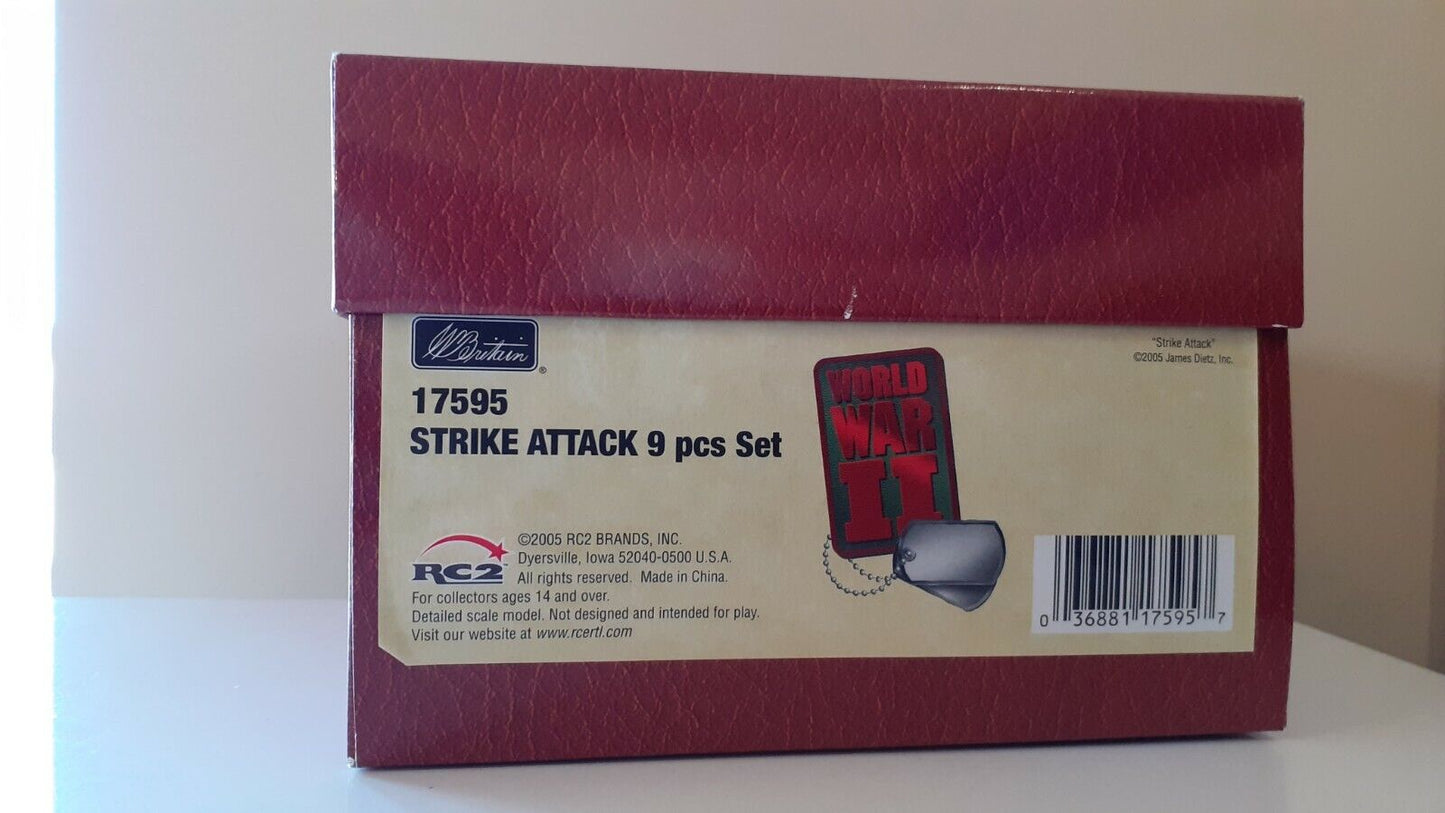 WBritain®
17595
STRIKE ATTACK 9 pcs Set
WORLD
WAR
II
"Strike Attack"
©2005 James Dietz, Inc.
RC2™
©2005 RC2 BRANDS, INC.
Dyersville, Iowa 52040-0500 U.S.A.
All rights reserved. Made in China.
For collectors ages 14 and over.
Detailed scale model. Not designed and intended for play.
Visit our website at www.rcertl.com
0 36881 17595 7